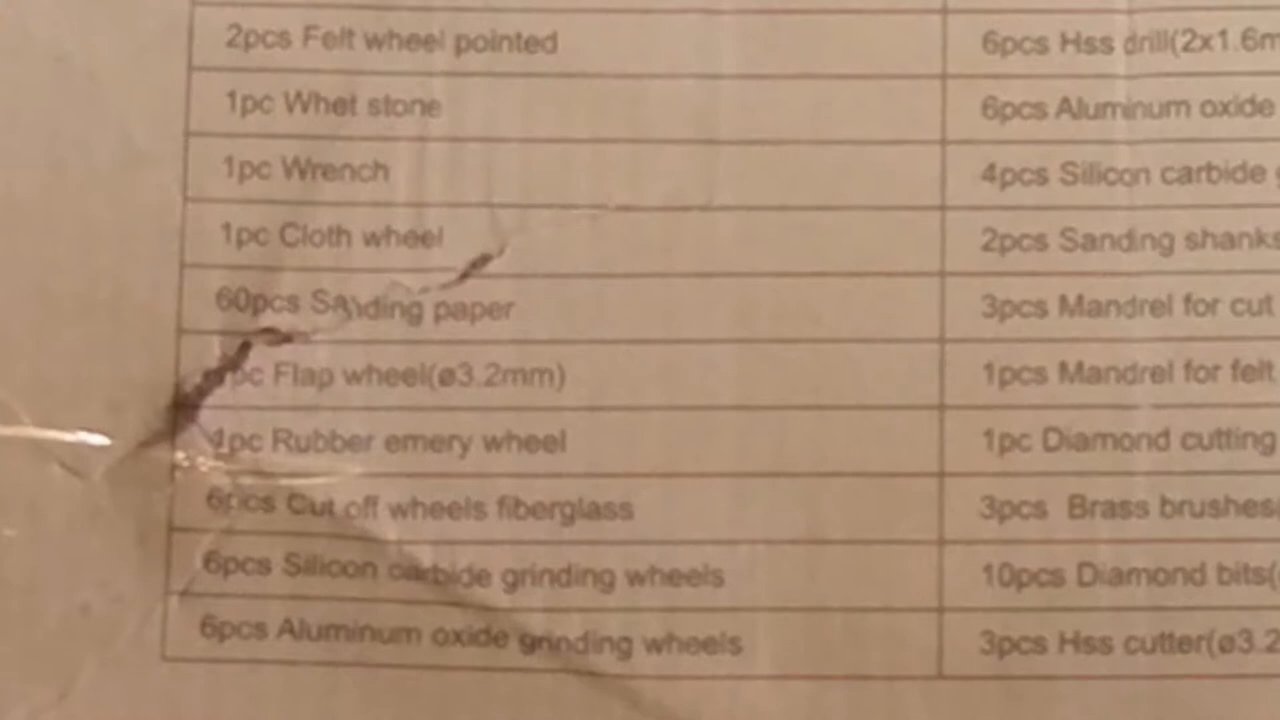 2pcs Felt wheel pointed 6pcs Hss drill(2x1.6m
1pc Whet stone 6pcs Aluminum oxide
1pc Wrench 4pcs Silicon carbide
1pc Cloth wheel 2pcs Sanding shanks
60pcs Sanding paper 3pcs Mandrel for cut
pc Flap wheel(ø3.2mm) 1pcs Mandrel for felt
1pc Rubber emery wheel 1pc Diamond cutting
6pcs Cut off wheels fiberglass 3pcs Brass brushes
6pcs Silicon carbide grinding wheels 10pcs Diamond bits(
6pcs Aluminum oxide grinding wheels 3pcs Hss cutter(ø3.2